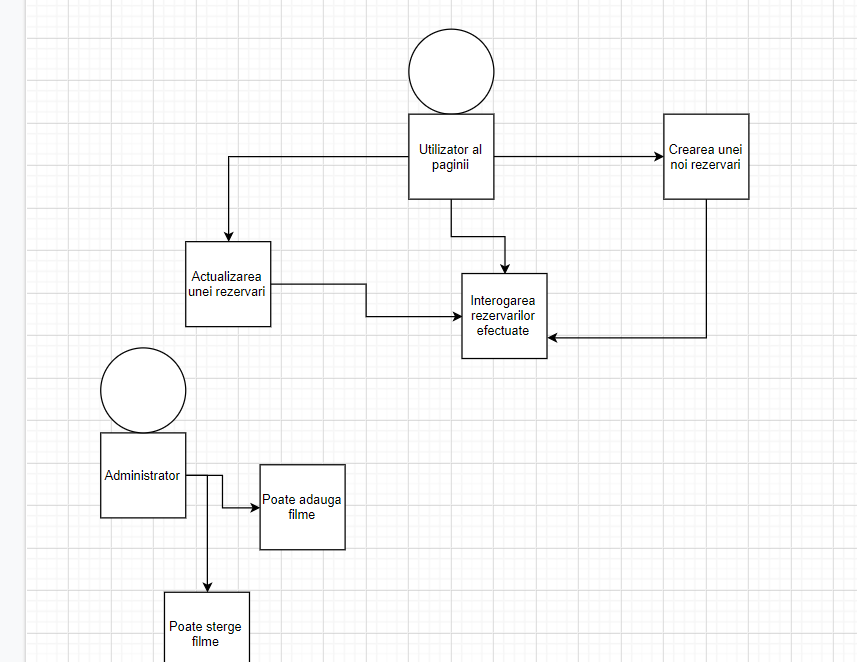 Utilizator al
paginii
Crearea unei
noi rezervari
Actualizarea
unei rezervari
Interogarea
rezervarilor
efectuate
Administrator
Poate adauga
filme
Poate sterge
filme